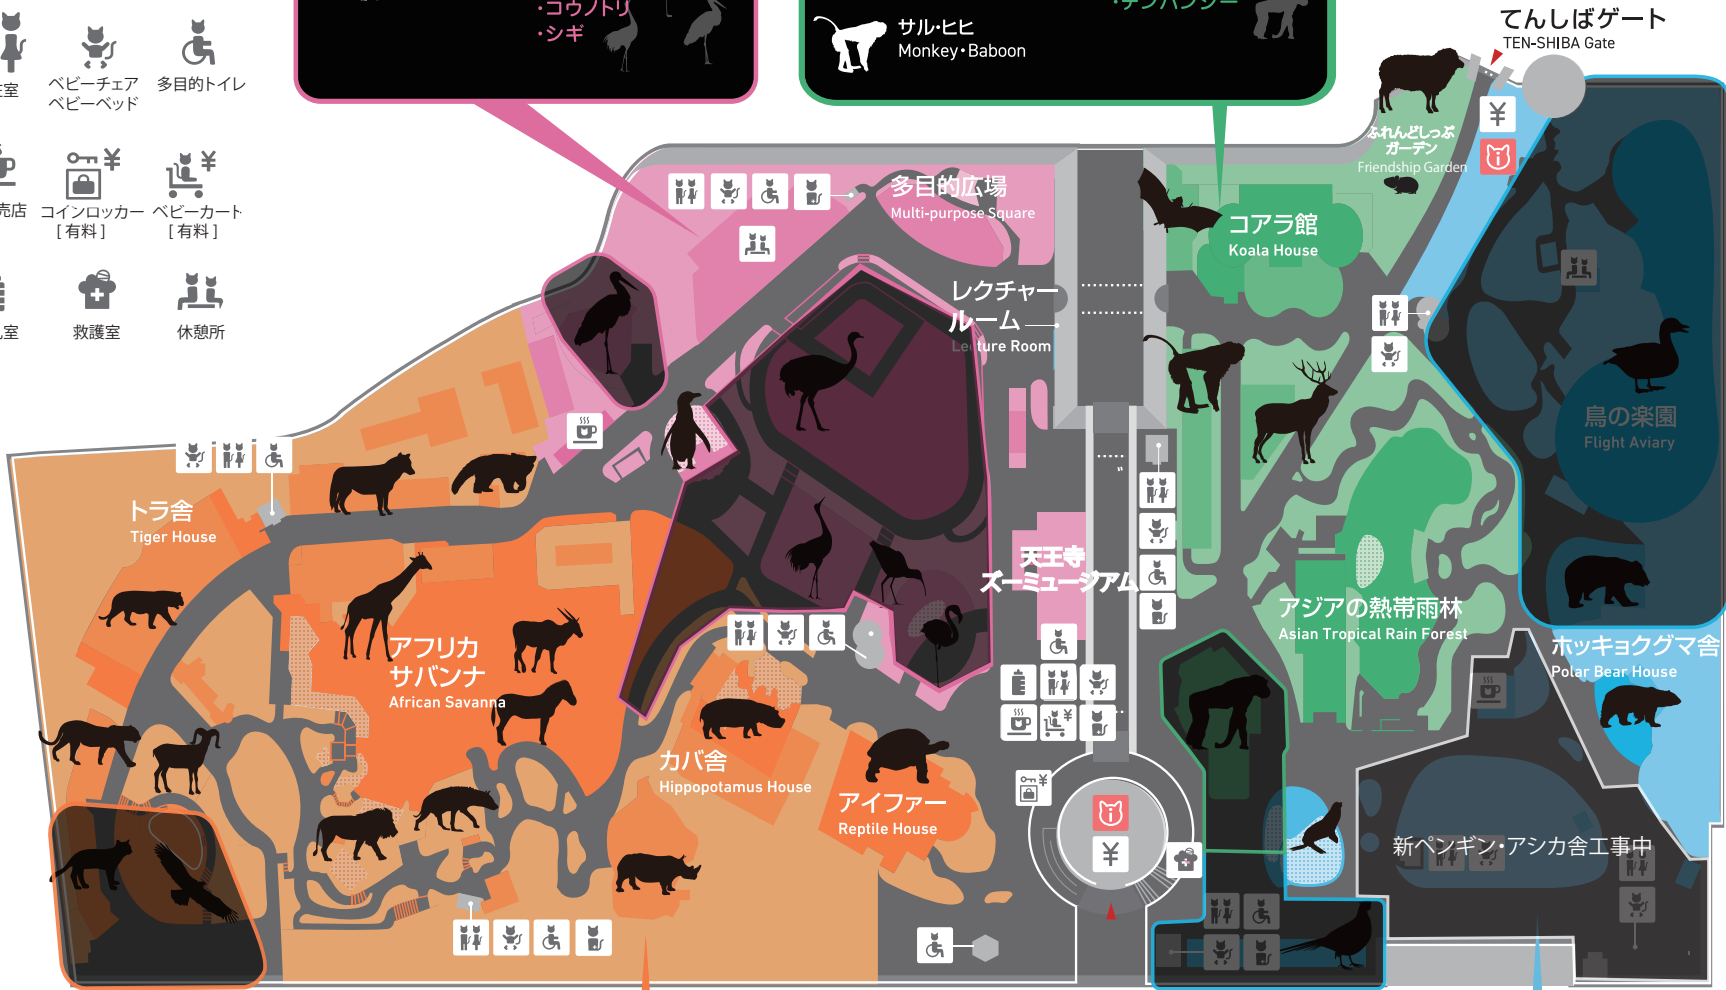 ・コウノトリ
・シギ
サル・ヒヒ
Monkey・Baboon
てんしばゲート
TEN-SHIBA Gate
ベビーチェア
ベビーベッド
多目的トイレ
コインロッカー
[ 有料 ]
ベビーカート
[ 有料 ]
救護室
休憩所
ふれんどしっぷ
ガーデン
Friendship Garden
多目的広場
Multi-purpose Square
コアラ館
Koala House
レクチャー
ルーム
Lecture Room
鳥の楽園
Flight Aviary
トラ舎
Tiger House
天王寺
ズーミュージアム
アジアの熱帯雨林
Asian Tropical Rain Forest
アフリカ
サバンナ
African Savanna
ホッキョクグマ舎
Polar Bear House
カバ舎
Hippopotamus House
アイファー
Reptile House
新ペンギン・アシカ舎工事中